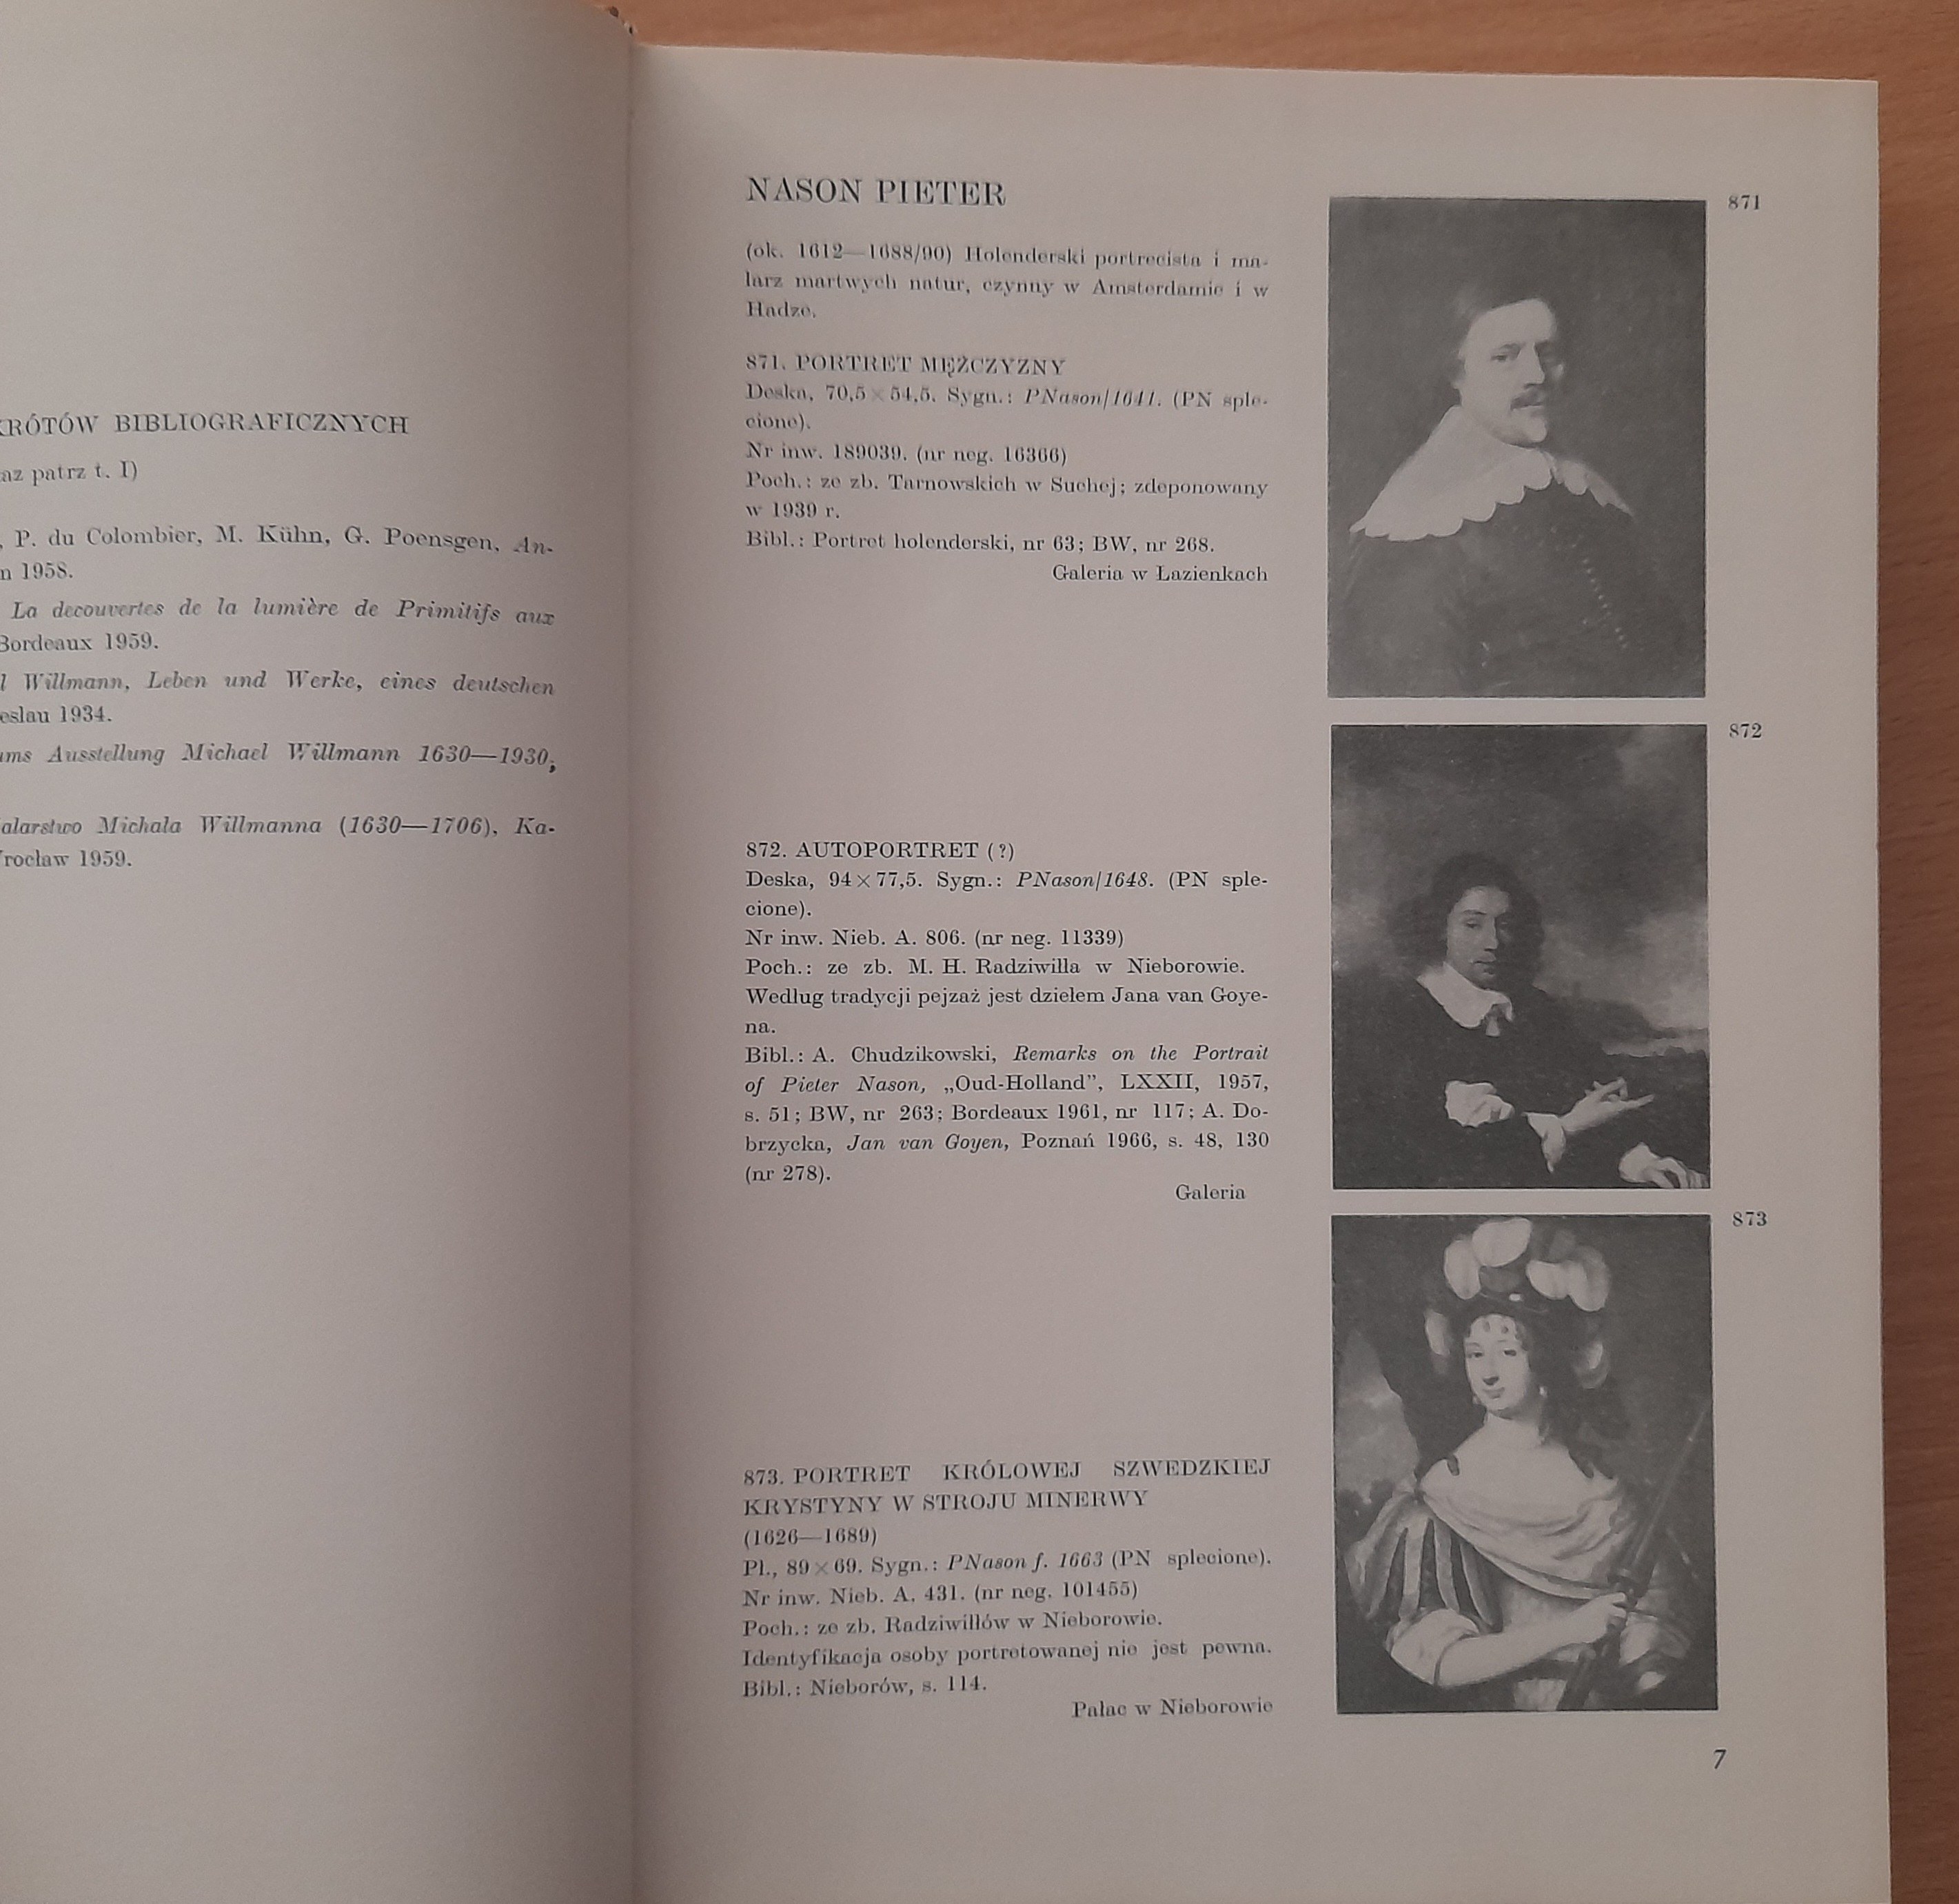 KRÓTÓW BIBLIOGRAFICZNYCH
patrz t. I)
P. du Colombier, M. Kühn, G. Poensgen, An-
1958.
La decouvertes de la lumière de Primitifs aux
Bordeaux 1959.
Willmann, Leben und Werke, eines deutschen
1934.
Ausstellung Michael Willmann 1630—1930,
Michała Willmanna (1630—1706), Ka-
1959.
NASON PIETER
(ok. 1612—1688/90) Holenderski portrecista i ma-
larz martwych natur, czynny w Amsterdamie i w
Hadze.
871. PORTRET MĘŻCZYZNY
Deska, 70,5×54,5. Sygn.: PNason/1641. (PN sple-
cione).
Nr inw. 189039. (nr neg. 16366)
Poch.: ze zb. Tarnowskich w Suchej; zdeponowany
w 1939 r.
Bibl.: Portret holenderski, nr 63; BW, nr 268.
Galeria w Łazienkach
872. AUTOPORTRET (?)
Deska, 94×77,5. Sygn.: PNason/1648. (PN sple-
cione).
Nr inw. Nieb. A. 806. (nr neg. 11339)
Poch.: ze zb. M. H. Radziwiłła w Nieborowie.
Według tradycji pejzaż jest dziełem Jana van Goye-
na.
Bibl.: A. Chudzikowski, Remarks on the Portrait
of Pieter Nason, „Oud-Holland”, LXXII, 1957,
s. 51; BW, nr 263; Bordeaux 1961, nr 117; A. Do-
brzycka, Jan van Goyen, Poznań 1966, s. 48, 130
(nr 278).
Galeria
873. PORTRET KRÓLOWEJ SZWEDZKIEJ
KRYSTYNY W STROJU MINERWY
(1626—1689)
Pł., 89×69. Sygn.: PNason f. 1663 (PN splecione).
Nr inw. Nieb. A. 431. (nr neg. 101455)
Poch.: ze zb. Radziwiłłów w Nieborowie.
Identyfikacja osoby portretowanej nie jest pewna.
Bibl.: Nieborów, s. 114.
Pałac w Nieborowie
871
872
873
7